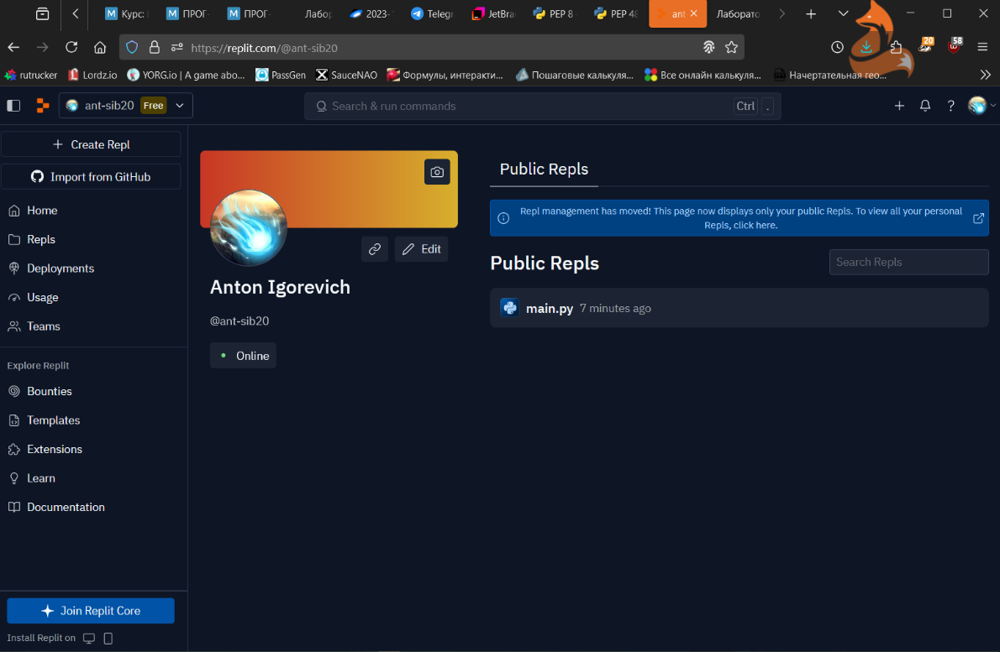 Курс:
ПРОГ-
ПРОГ-
Лабор
2023-
Telegr
JetBrai
PEP 8
PEP 48
ant
Лаборато
https://replit.com/@ant-sib20
20
58
rutrucker
Lordz.io
YORG.io | A game abo...
PassGen
SauceNAO
Формулы, интеракти...
Пошаговые калькуля...
Все онлайн калькуля...
Начертательная гео...
ant-sib20 Free
Search & run commands
Ctrl .
?
Create Repl
Import from GitHub
Home
Repls
Deployments
Usage
Teams
Explore Replit
Bounties
Templates
Extensions
Learn
Documentation
Join Replit Core
Install Replit on
Edit
Anton Igorevich
@ant-sib20
Online
Public Repls
Repl management has moved! This page now displays only your public Repls. To view all your personal
Repls, click here.
Public Repls
Search Repls
main.py 7 minutes ago